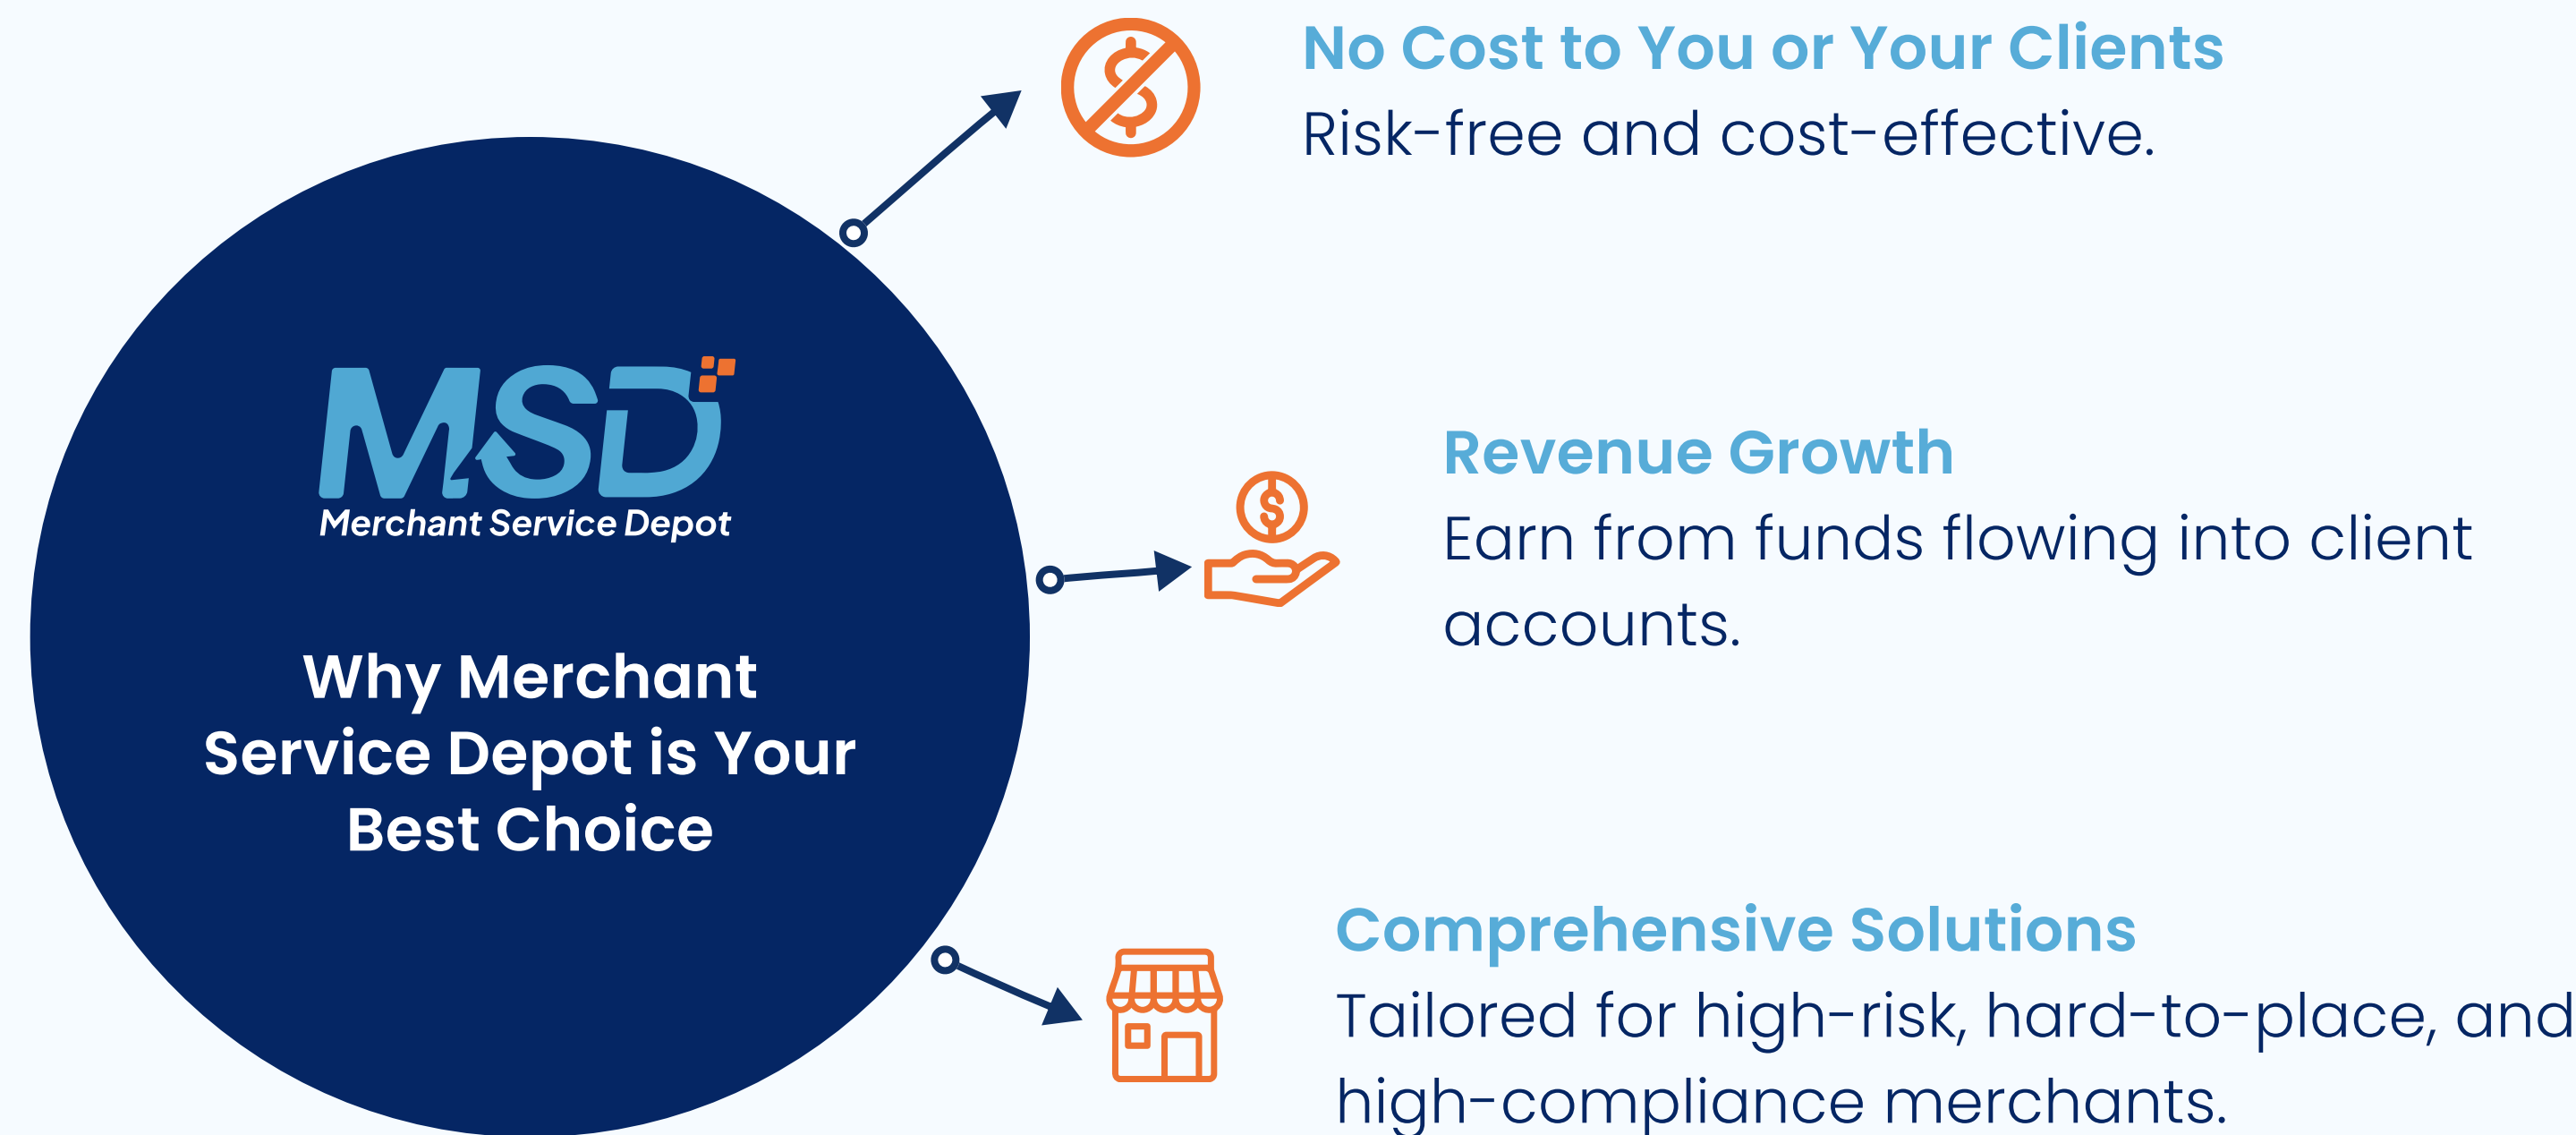 MSD
Merchant Service Depot
Why Merchant
Service Depot is Your
Best Choice
No Cost to You or Your Clients
Risk-free and cost-effective.
Revenue Growth
Earn from funds flowing into client
accounts.
Comprehensive Solutions
Tailored for high-risk, hard-to-place, and
high-compliance merchants.